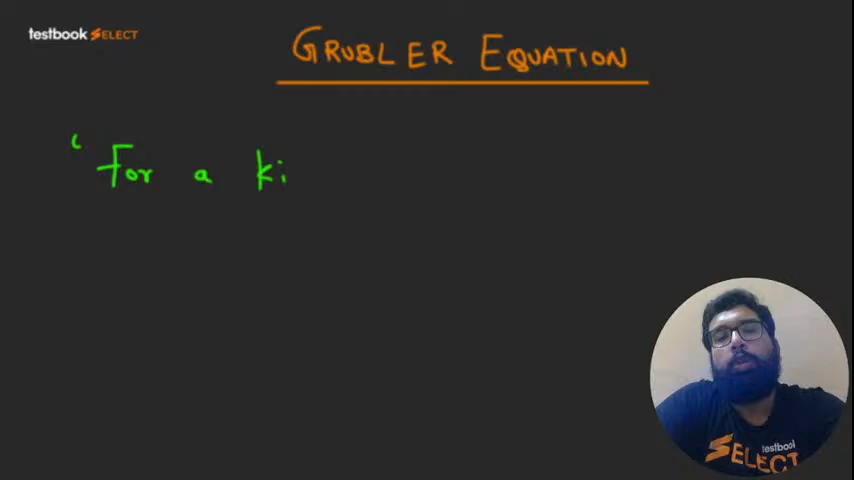 testbook SELECT
GRUBLER EQUATION
' For a ki
testbook
SELECT